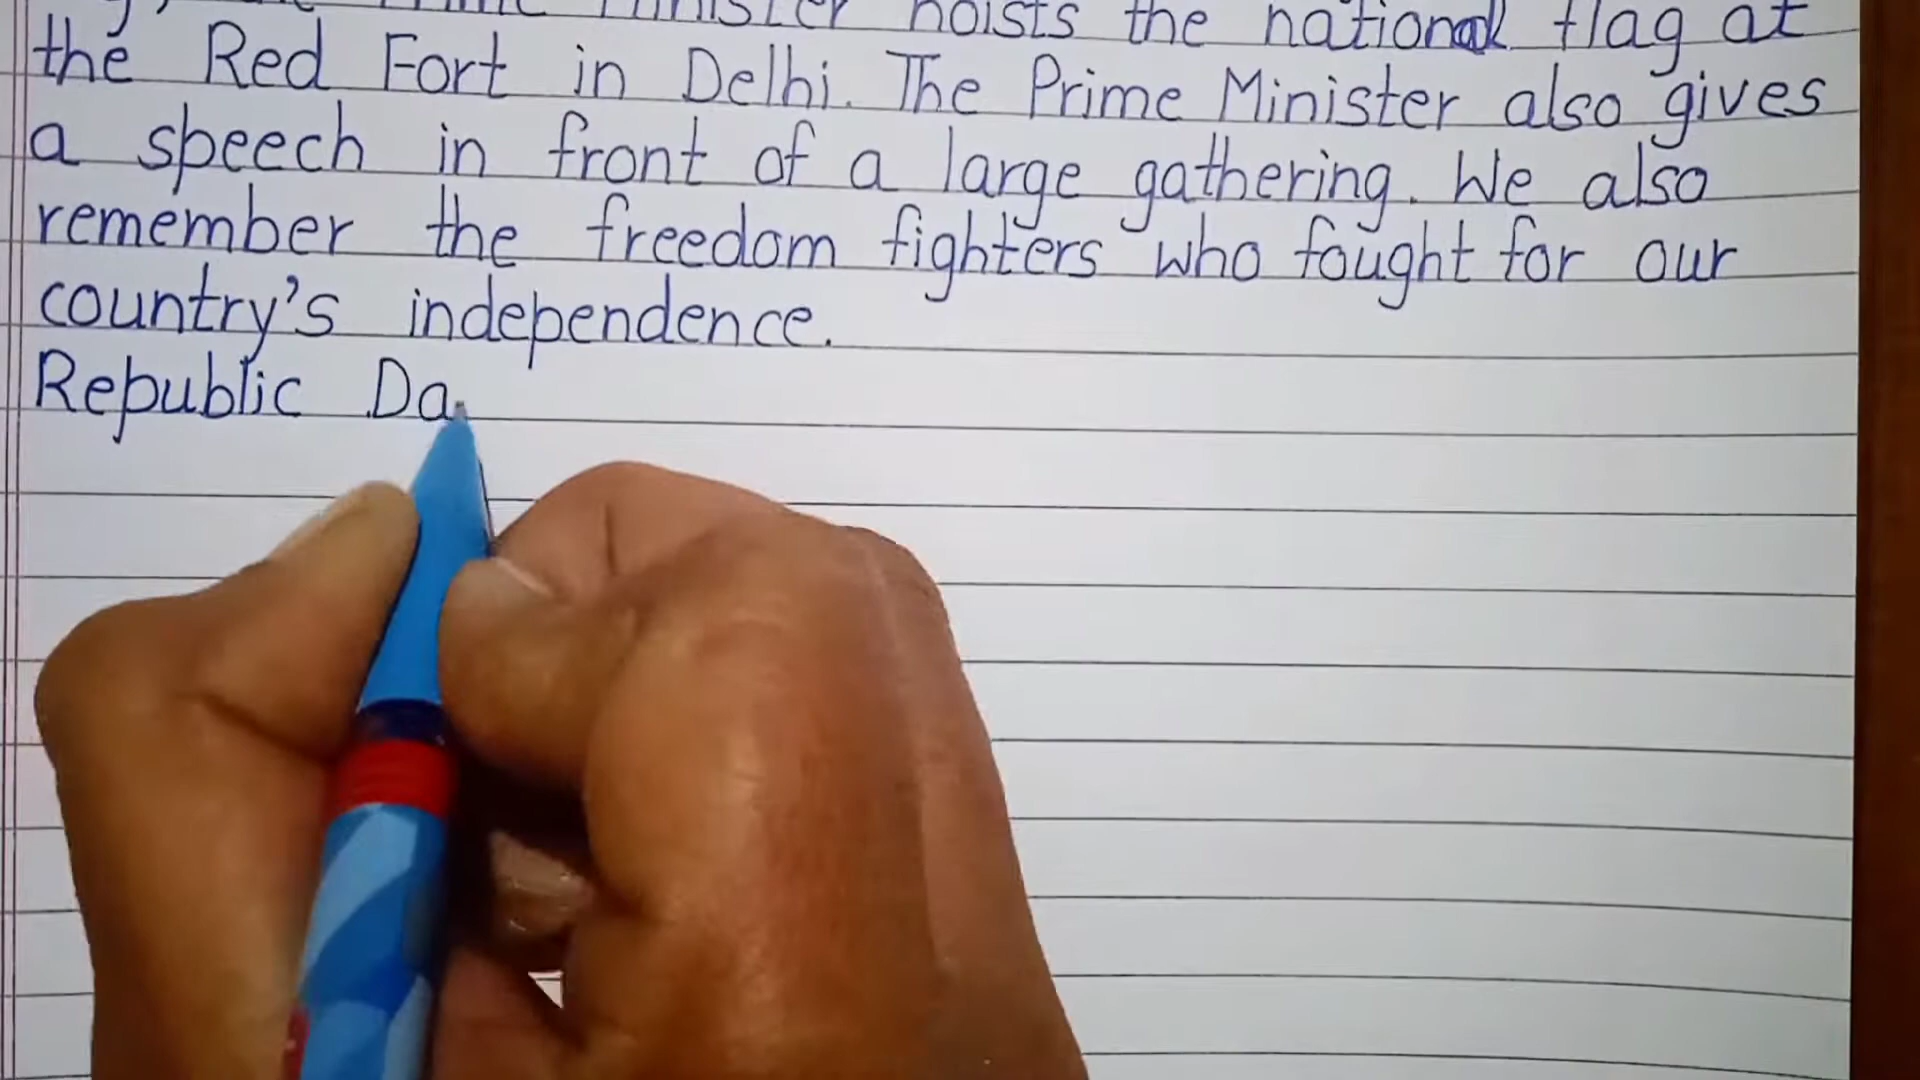 Minister hoists the national flag at
the Red Fort in Delhi. The Prime Minister also gives
a speech in front of a large gathering. We also
remember the freedom fighters who fought for our
country's independence.
Republic Da